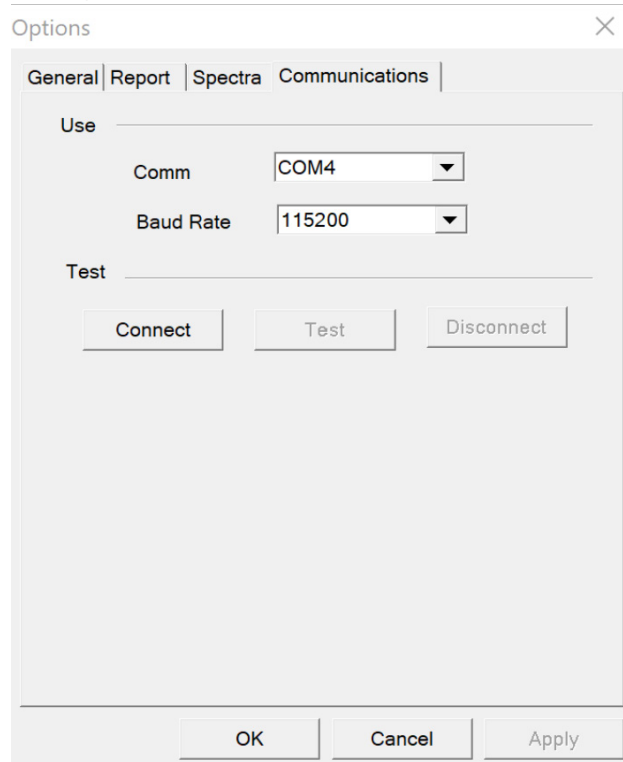 Options
General Report Spectra Communications
Use
Comm COM4
Baud Rate 115200
Test
Connect Test Disconnect
OK Cancel Apply